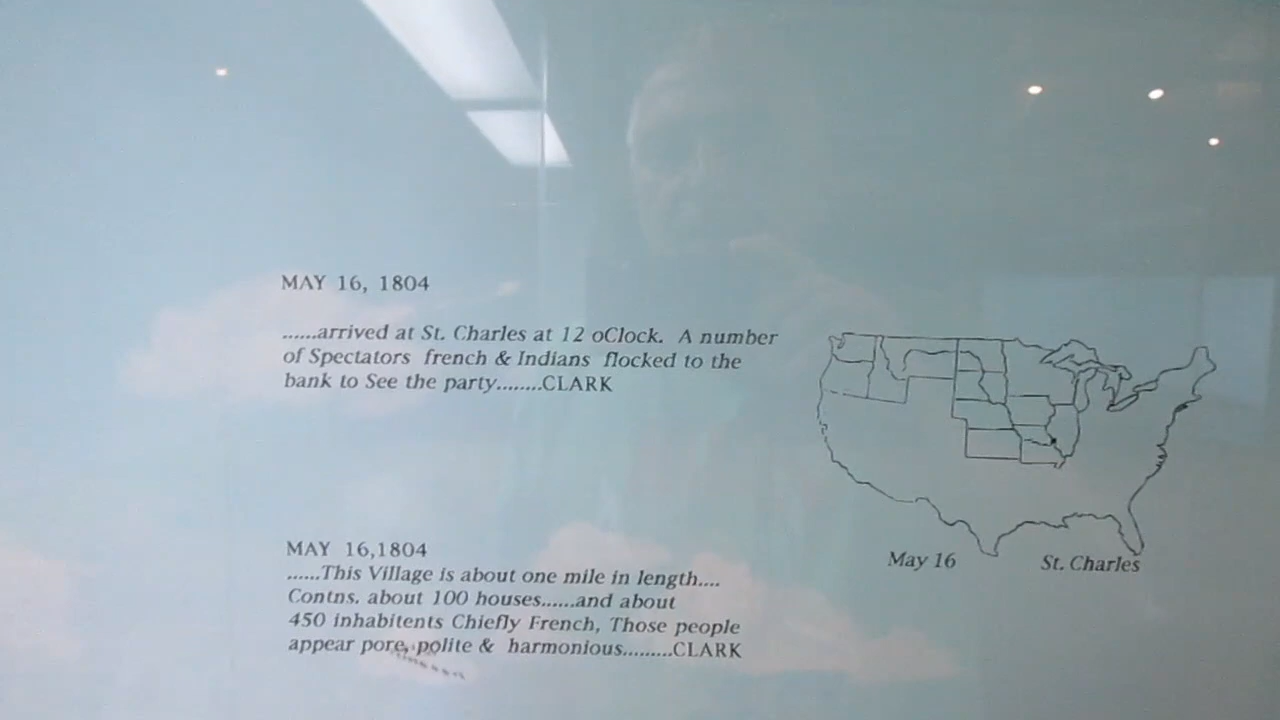 MAY 16, 1804
......arrived at St. Charles at 12 oClock. A number
of Spectators french & Indians flocked to the
bank to See the party........CLARK
May 16 St. Charles
MAY 16,1804
......This Village is about one mile in length....
Contns. about 100 houses......and about
450 inhabitents Chiefly French, Those people
appear pore, polite & harmonious.........CLARK